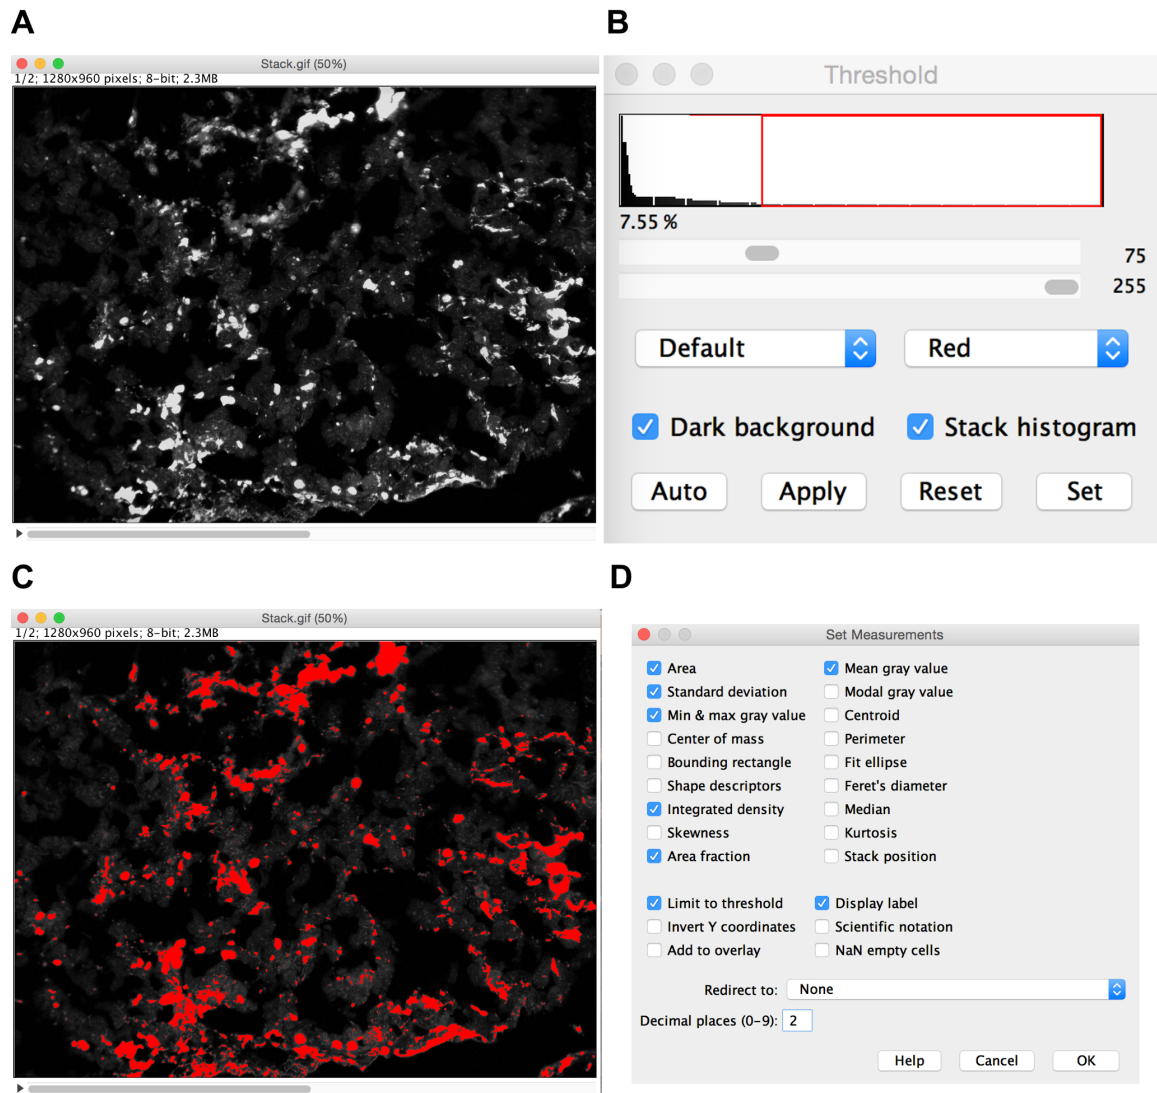 A
Stack.gif (50%)
1/2; 1280x960 pixels; 8-bit; 2.3MB
B
Threshold
7.55 %
75
255
Default
Red
Dark background
Stack histogram
Auto
Apply
Reset
Set
C
Stack.gif (50%)
1/2; 1280x960 pixels; 8-bit; 2.3MB
D
Set Measurements
Area
Mean gray value
Standard deviation
Modal gray value
Min & max gray value
Centroid
Center of mass
Perimeter
Bounding rectangle
Fit ellipse
Shape descriptors
Feret's diameter
Integrated density
Median
Skewness
Kurtosis
Area fraction
Stack position
Limit to threshold
Display label
Invert Y coordinates
Scientific notation
Add to overlay
NaN empty cells
Redirect to:
None
Decimal places (0-9):
2
Help
Cancel
OK